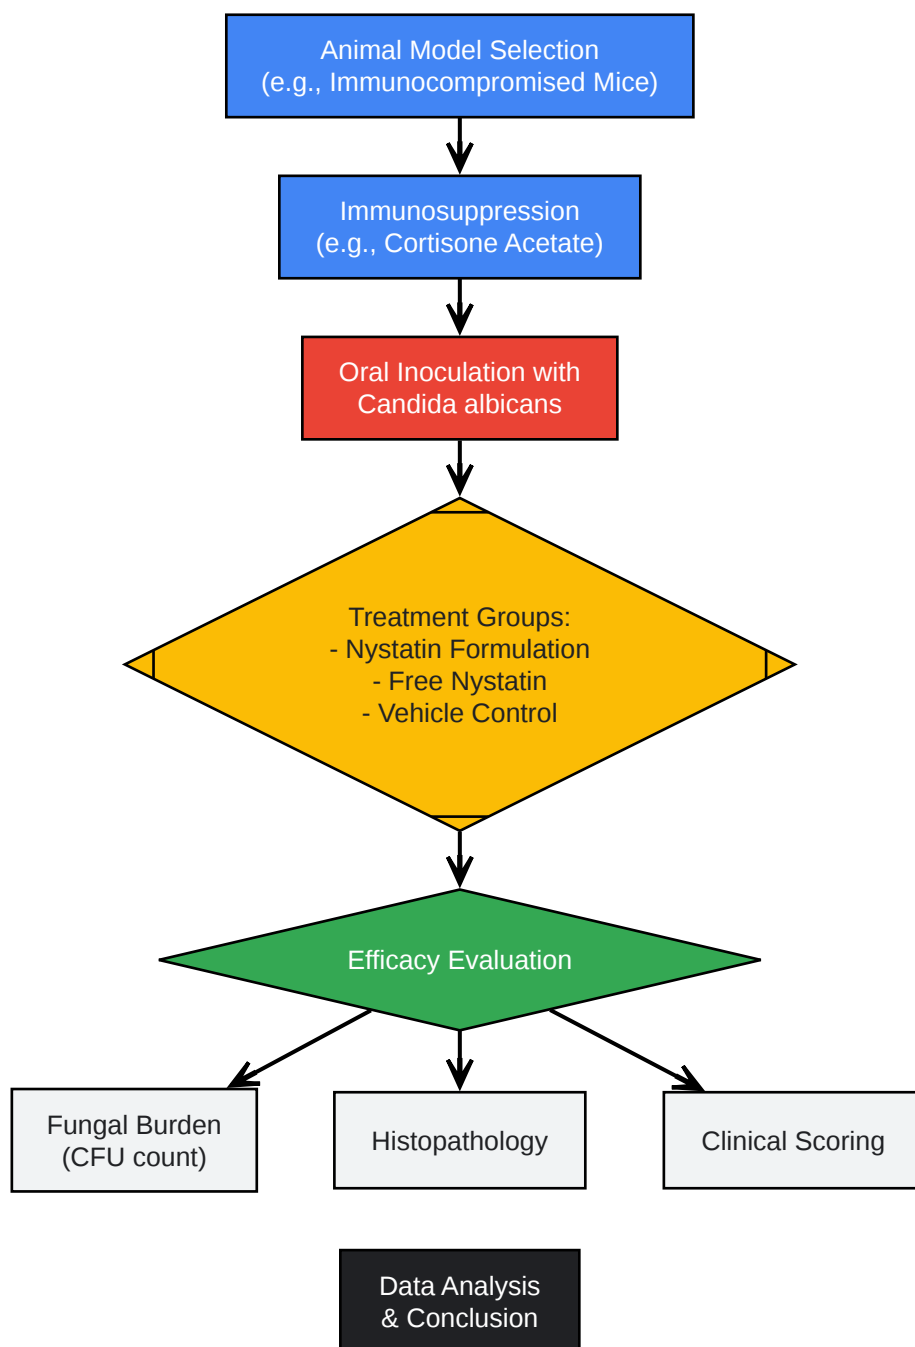 Animal Model Selection
(e.g., Immunocompromised Mice)
Immunosuppression
(e.g., Cortisone Acetate)
Oral Inoculation with
Candida albicans
Treatment Groups:
- Nystatin Formulation
- Free Nystatin
- Vehicle Control
Efficacy Evaluation
Fungal Burden
(CFU count)
Histopathology
Clinical Scoring
Data Analysis
& Conclusion